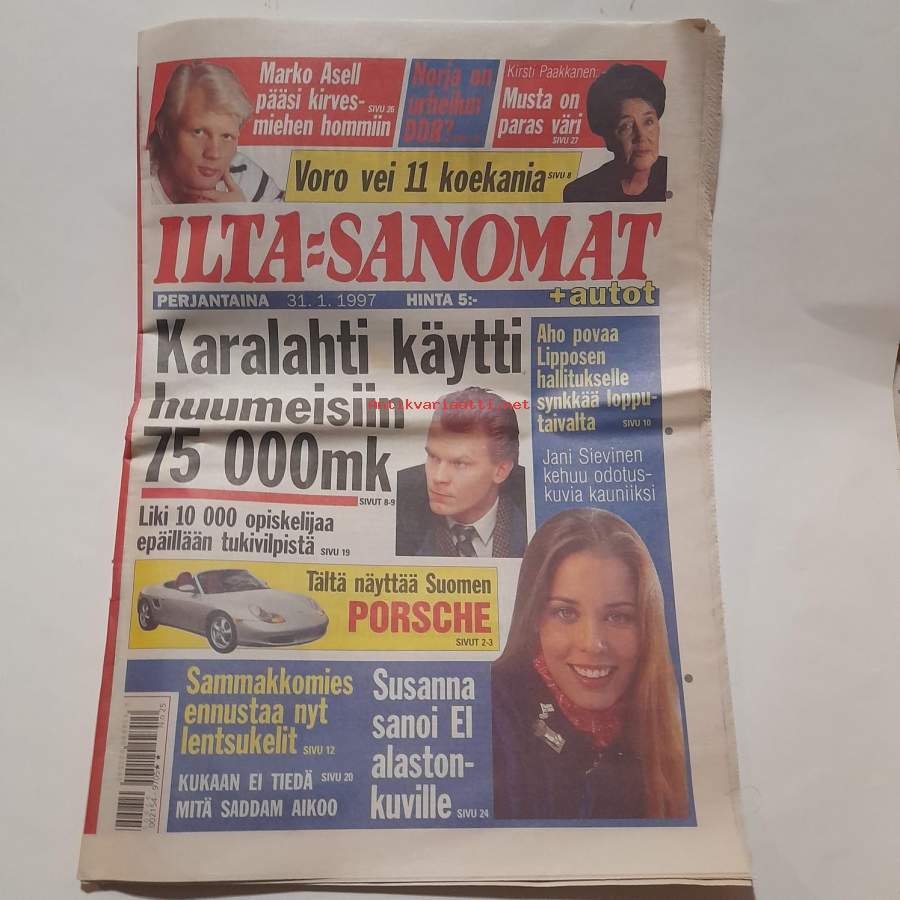 Marko Asell
pääsi kirves-
miehen hommiin SIVU 26
Norja on
urheilun
DDR?
Kirsti Paakkanen:
Musta on
paras väri
SIVU 27
Voro vei 11 koekania SIVU 8
ILTA=SANOMAT
PERJANTAINA 31. 1. 1997 HINTA 5:-
+autot
Karalahti käytti
huumeisiin
75 000mk
SIVUT 8-9
Antikvariaatti.net
Aho povaa
Lipposen
hallitukselle
synkkää loppu-
taivalta SIVU 10
Jani Sievinen
kehuu odotus-
kuvia kauniiksi
Liki 10 000 opiskelijaa
epäillään tukivilpistä SIVU 19
Tältä näyttää Suomen
PORSCHE
SIVUT 2-3
Sammakkomies
ennustaa nyt
lentsukelit SIVU 12
KUKAAN EI TIEDÄ SIVU 20
MITÄ SADDAM AIKOO
Susanna
sanoi EI
alaston-
kuville SIVU 24
002154-9705